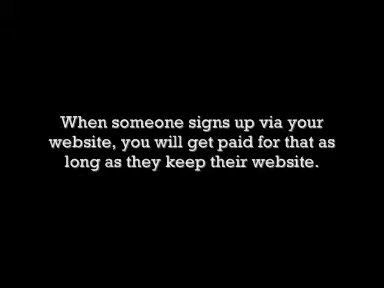 When someone signs up via your
website, you will get paid for that as
long as they keep their website.